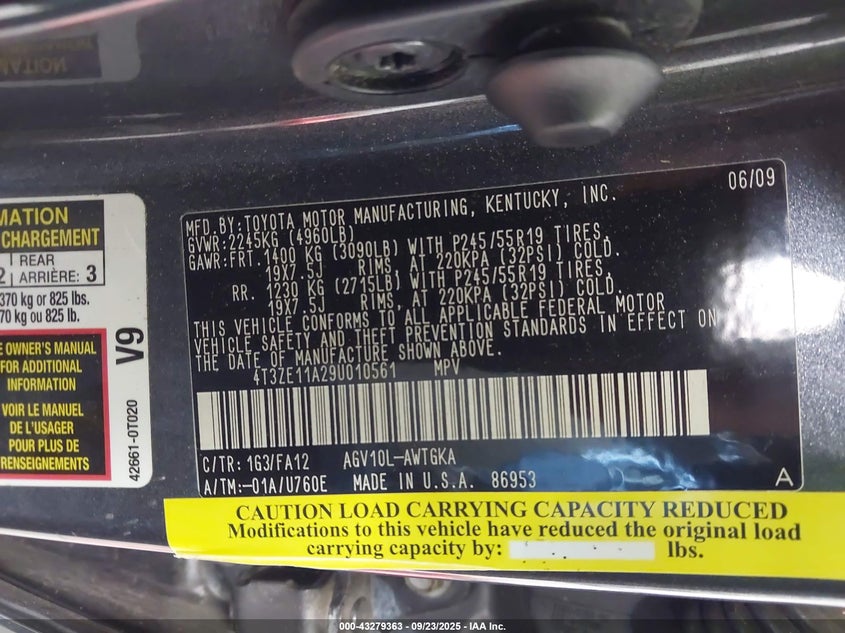 MATION
CHARGEMENT
REAR
2 ARRIÈRE: 3
370 kg or 825 lbs.
70 kg ou 825 lb.
E OWNER'S MANUAL
FOR ADDITIONAL
INFORMATION
VOIR LE MANUEL
DE L'USAGER
POUR PLUS DE
RENSEIGNEMENTS
V9
42661-0T020
06/09
MFD.BY:TOYOTA MOTOR MANUFACTURING, KENTUCKY, INC.
GVWR:2245KG (4960LB)
GAWR:FRT. 1400 KG (3090LB) WITH P245/55R19 TIRES,
19X7.5J RIMS, AT 220KPA (32PSI) COLD.
RR. 1230 KG (2715LB) WITH P245/55R19 TIRES,
19X7.5J RIMS, AT 220KPA (32PSI) COLD.
THIS VEHICLE CONFORMS TO ALL APPLICABLE FEDERAL MOTOR
VEHICLE SAFETY AND THEFT PREVENTION STANDARDS IN EFFECT ON
THE DATE OF MANUFACTURE SHOWN ABOVE.
4T3ZE11A29U010561 MPV
C/TR: 1G3/FA12 AGV10L-AWTGKA
A/TM:-01A/U760E MADE IN U.S.A. 86953
A
CAUTION LOAD CARRYING CAPACITY REDUCED
Modifications to this vehicle have reduced the original load
carrying capacity by: lbs.
000-43279363 - 09/23/2025 - IAA Inc.